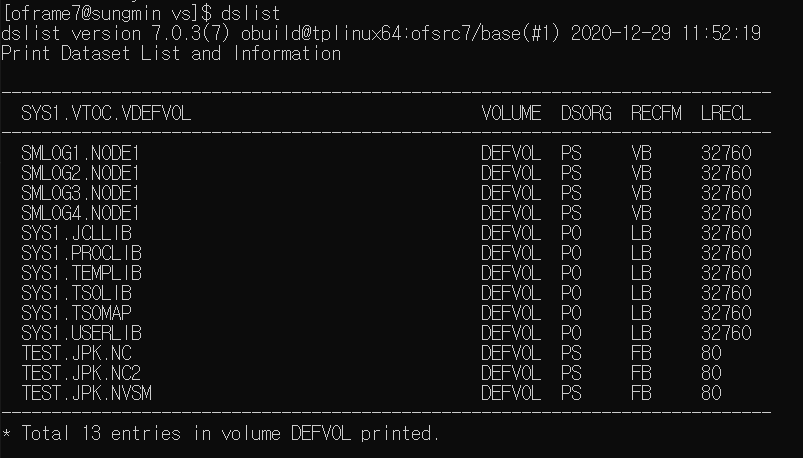 [oframe7@sungmin vs]$ dslist
dslist version 7.0.3(7) obuild@tplinux64:ofsrc7/base(#1) 2020-12-29 11:52:19
Print Dataset List and Information
-----------------------------------------------------------------------------
  SYS1.VTOC.VDEFVOL                             VOLUME  DSORG  RECFM  LRECL
-----------------------------------------------------------------------------
  SMLOG1.NODE1                                  DEFVOL  PS     VB     32760
  SMLOG2.NODE1                                  DEFVOL  PS     VB     32760
  SMLOG3.NODE1                                  DEFVOL  PS     VB     32760
  SMLOG4.NODE1                                  DEFVOL  PS     VB     32760
  SYS1.JCLLIB                                   DEFVOL  PO     LB     32760
  SYS1.PROCLIB                                  DEFVOL  PO     LB     32760
  SYS1.TEMPLIB                                  DEFVOL  PO     LB     32760
  SYS1.TSOLIB                                   DEFVOL  PO     LB     32760
  SYS1.TSOMAP                                   DEFVOL  PO     LB     32760
  SYS1.USERLIB                                  DEFVOL  PO     LB     32760
  TEST.JPK.NC                                   DEFVOL  PS     FB     80
  TEST.JPK.NC2                                  DEFVOL  PS     FB     80
  TEST.JPK.NVSM                                 DEFVOL  PS     FB     80
-----------------------------------------------------------------------------
* Total 13 entries in volume DEFVOL printed.